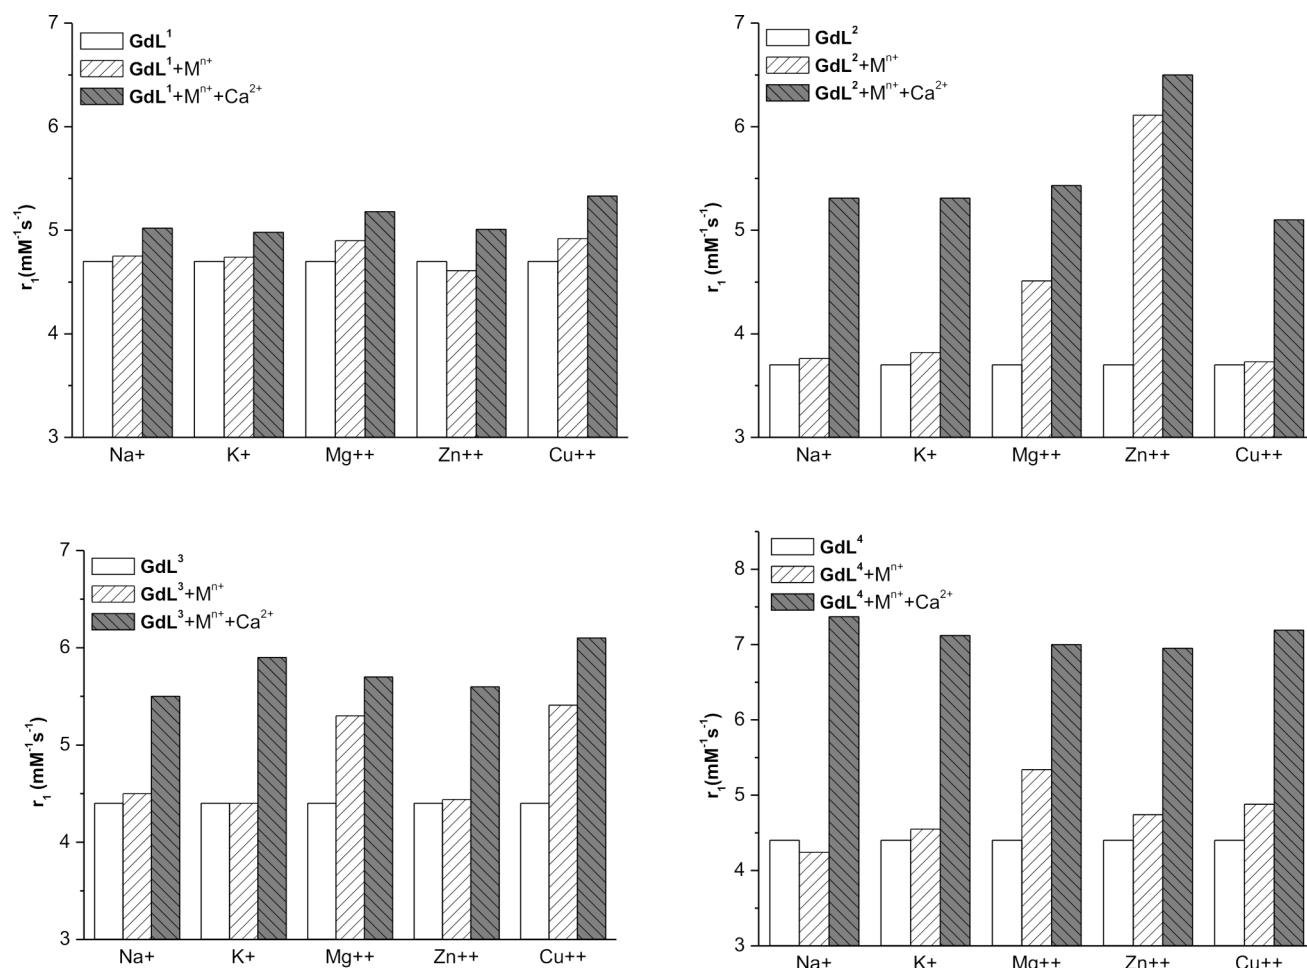 7
6
5
4
3
r₁(mM⁻¹s⁻¹)
GdL¹
GdL¹+Mⁿ⁺
GdL¹+Mⁿ⁺+Ca²⁺
Na+ K+ Mg++ Zn++ Cu++
7
6
5
4
3
r₁ (mM⁻¹s⁻¹)
GdL²
GdL²+Mⁿ⁺
GdL²+Mⁿ⁺+Ca²⁺
Na+ K+ Mg++ Zn++ Cu++
7
6
5
4
3
r₁ (mM⁻¹s⁻¹)
GdL³
GdL³+Mⁿ⁺
GdL³+Mⁿ⁺+Ca²⁺
Na+ K+ Mg++ Zn++ Cu++
8
7
6
5
4
3
r₁(mM⁻¹s⁻¹)
GdL⁴
GdL⁴+Mⁿ⁺
GdL⁴+Mⁿ⁺+Ca²⁺
Na+ K+ Mg++ Zn++ Cu++